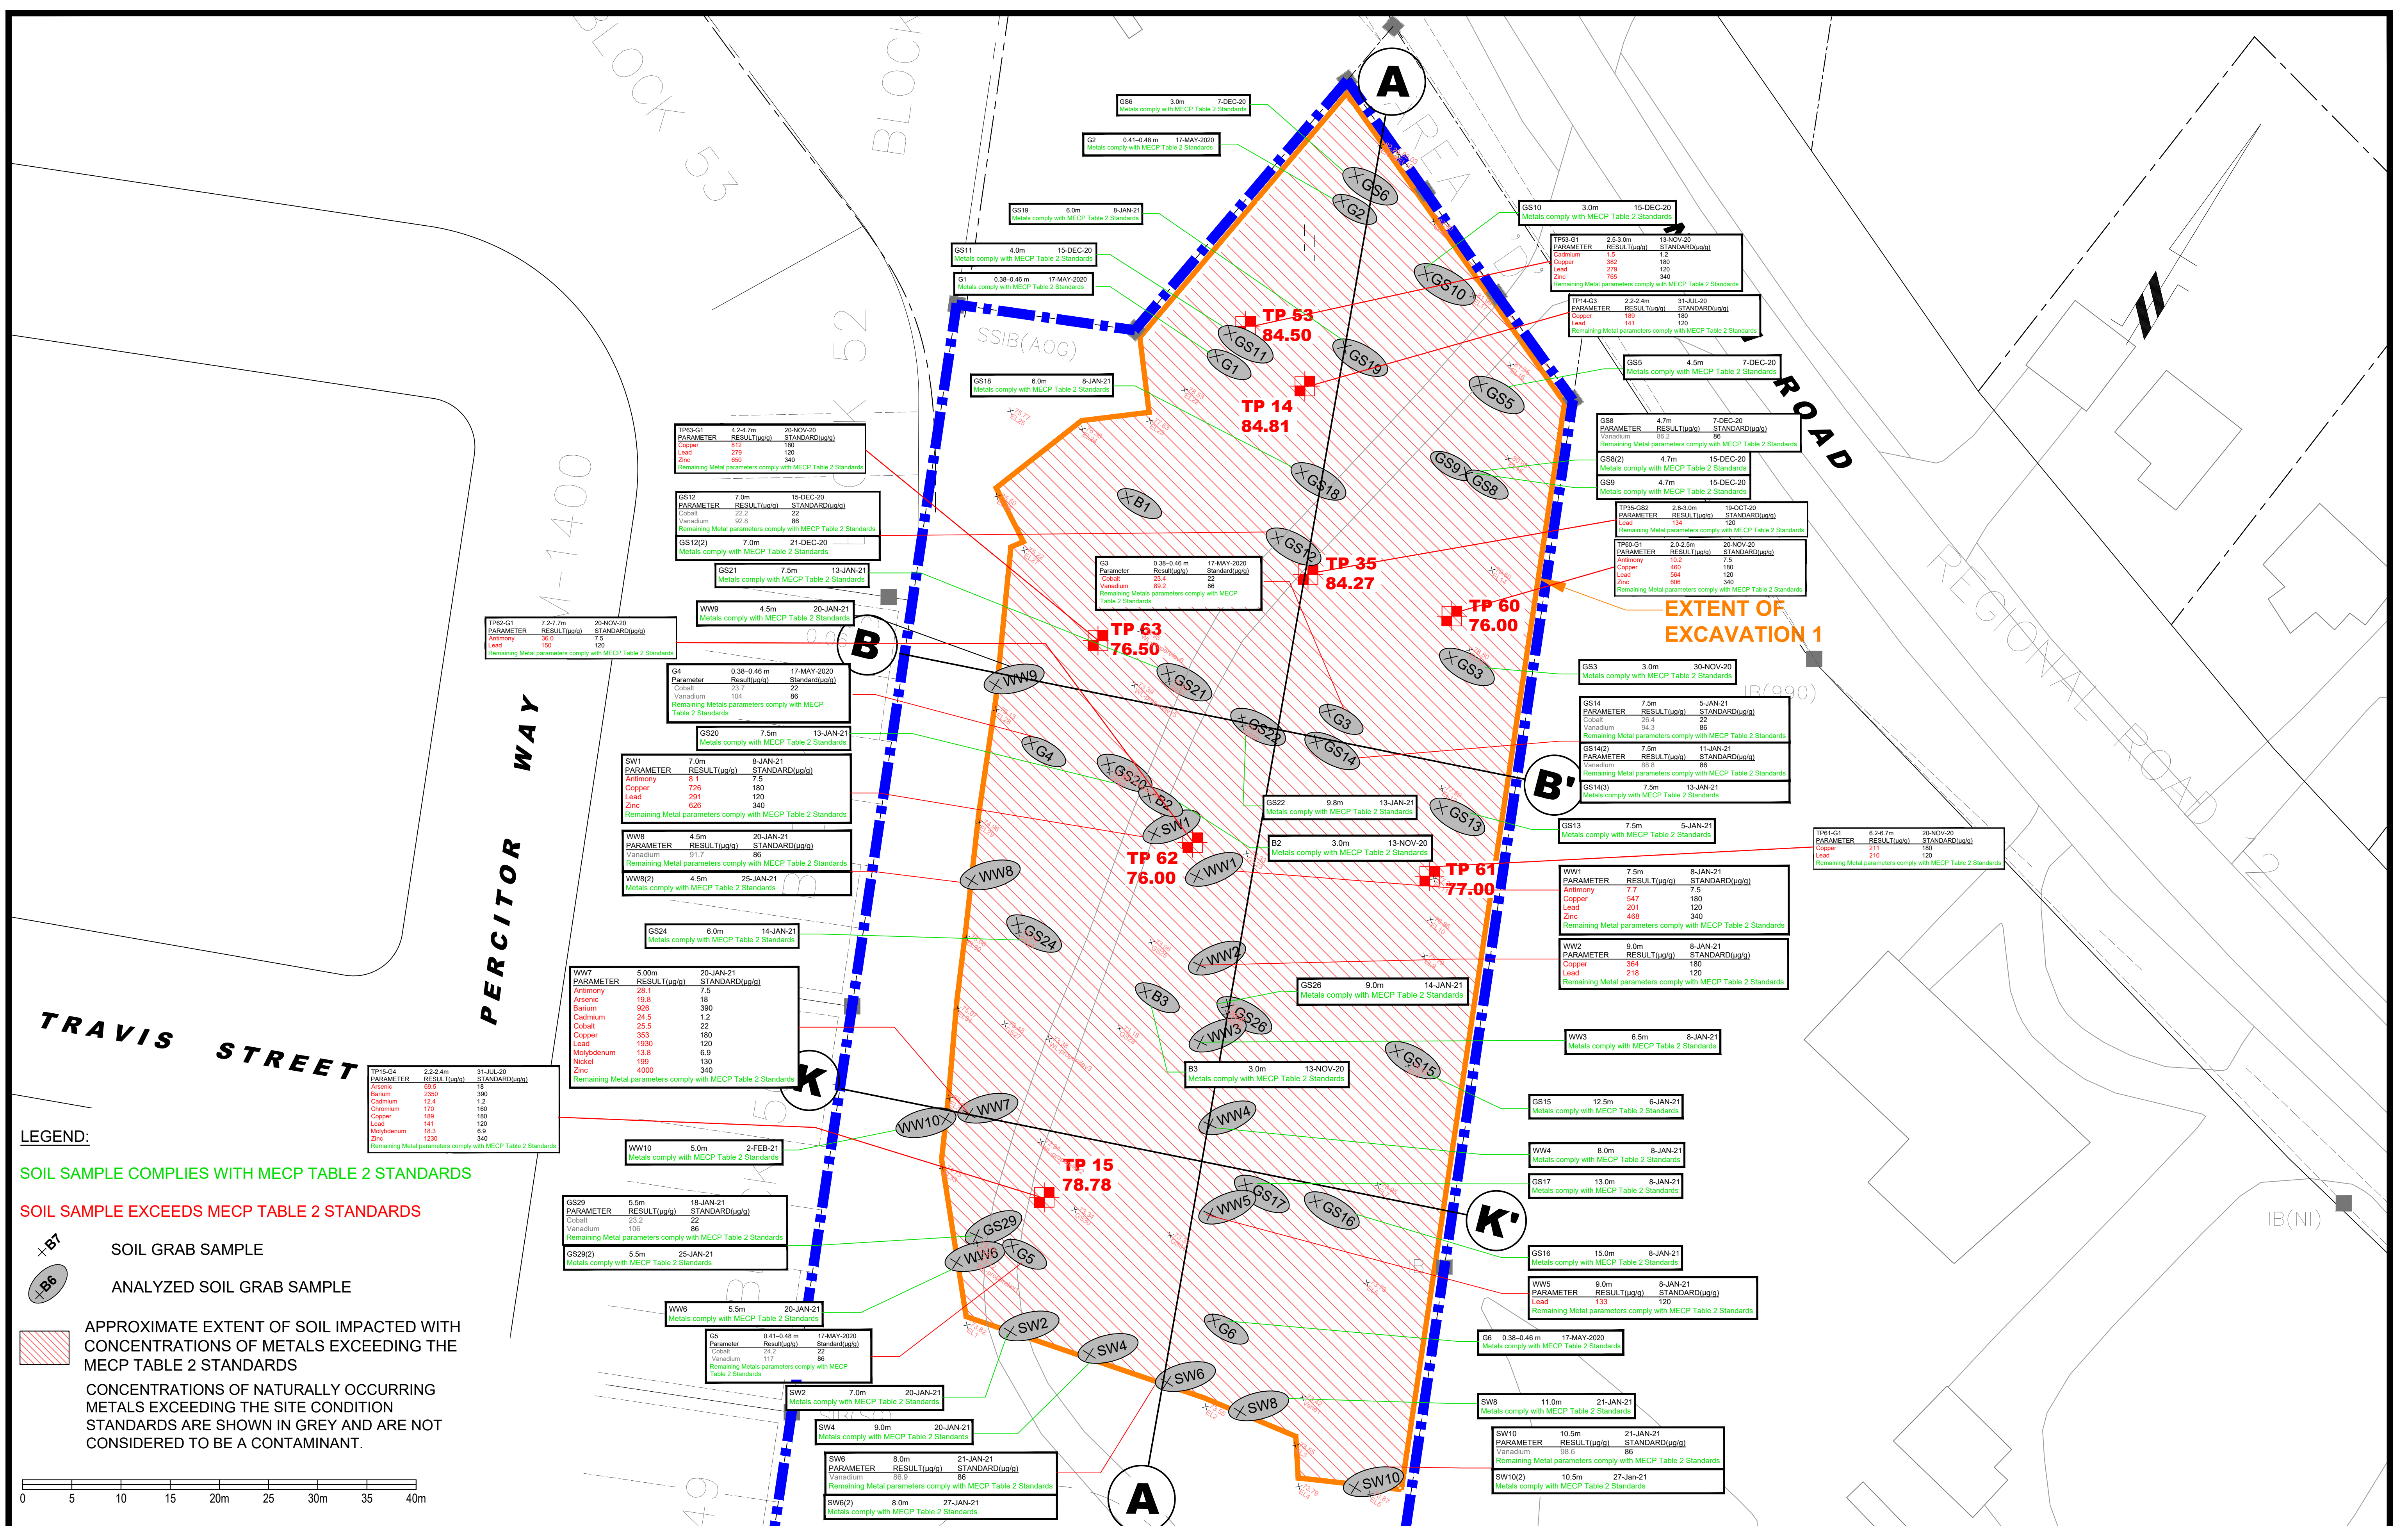 BLOCK 53
BLOCK
BLOCK 52
M-1400
SSIB(AOG)
TRAVIS STREET
PERCITOR WAY
ROAD
REGIONAL ROAD 2
IB(990)
IB(NI)
A
B
B'
K
K'
A
EXTENT OF
EXCAVATION 1
GS6 3.0m 7-DEC-20
Metals comply with MECP Table 2 Standards
G2 0.41–0.48 m 17-MAY-2020
Metals comply with MECP Table 2 Standards
GS19 6.0m 8-JAN-21
Metals comply with MECP Table 2 Standards
GS11 4.0m 15-DEC-20
Metals comply with MECP Table 2 Standards
G1 0.38–0.46 m 17-MAY-2020
Metals comply with MECP Table 2 Standards
GS18 6.0m 8-JAN-21
Metals comply with MECP Table 2 Standards
TP63-G1 4.2-4.7m 20-NOV-20
PARAMETER RESULT(µg/g) STANDARD(µg/g)
Copper 812 180
Lead 279 120
Zinc 650 340
Remaining Metal parameters comply with MECP Table 2 Standards
GS12 7.0m 15-DEC-20
PARAMETER RESULT(µg/g) STANDARD(µg/g)
Cobalt 22.2 22
Vanadium 92.8 86
Remaining Metal parameters comply with MECP Table 2 Standards
GS12(2) 7.0m 21-DEC-20
Metals comply with MECP Table 2 Standards
GS21 7.5m 13-JAN-21
Metals comply with MECP Table 2 Standards
WW9 4.5m 20-JAN-21
Metals comply with MECP Table 2 Standards
TP62-G1 7.2-7.7m 20-NOV-20
PARAMETER RESULT(µg/g) STANDARD(µg/g)
Antimony 36.0 7.5
Lead 150 120
Remaining Metal parameters comply with MECP Table 2 Standards
G4 0.38–0.46 m 17-MAY-2020
Parameter Result(µg/g) Standard(µg/g)
Cobalt 23.7 22
Vanadium 104 86
Remaining Metals parameters comply with MECP
Table 2 Standards
GS20 7.5m 13-JAN-21
Metals comply with MECP Table 2 Standards
SW1 7.0m 8-JAN-21
PARAMETER RESULT(µg/g) STANDARD(µg/g)
Antimony 8.1 7.5
Copper 726 180
Lead 291 120
Zinc 626 340
Remaining Metal parameters comply with MECP Table 2 Standards
WW8 4.5m 20-JAN-21
PARAMETER RESULT(µg/g) STANDARD(µg/g)
Vanadium 91.7 86
Remaining Metal parameters comply with MECP Table 2 Standards
WW8(2) 4.5m 25-JAN-21
Metals comply with MECP Table 2 Standards
GS24 6.0m 14-JAN-21
Metals comply with MECP Table 2 Standards
WW7 5.00m 20-JAN-21
PARAMETER RESULT(µg/g) STANDARD(µg/g)
Antimony 28.1 7.5
Arsenic 19.8 18
Barium 926 390
Cadmium 24.5 1.2
Cobalt 25.5 22
Copper 353 180
Lead 1930 120
Molybdenum 13.8 6.9
Nickel 199 130
Zinc 4000 340
Remaining Metal parameters comply with MECP Table 2 Standards
TP15-G4 2.2-2.4m 31-JUL-20
PARAMETER RESULT(µg/g) STANDARD(µg/g)
Arsenic 69.5 18
Barium 2350 390
Cadmium 12.4 1.2
Chromium 170 160
Copper 189 180
Lead 141 120
Molybdenum 18.3 6.9
Zinc 1230 340
Remaining Metal parameters comply with MECP Table 2 Standards
WW10 5.0m 2-FEB-21
Metals comply with MECP Table 2 Standards
GS29 5.5m 18-JAN-21
PARAMETER RESULT(µg/g) STANDARD(µg/g)
Cobalt 23.2 22
Vanadium 106 86
Remaining Metal parameters comply with MECP Table 2 Standards
GS29(2) 5.5m 25-JAN-21
Metals comply with MECP Table 2 Standards
WW6 5.5m 20-JAN-21
Metals comply with MECP Table 2 Standards
G5 0.41–0.48 m 17-MAY-2020
Parameter Result(µg/g) Standard(µg/g)
Cobalt 24.2 22
Vanadium 117 86
Remaining Metals parameters comply with MECP
Table 2 Standards
SW2 7.0m 20-JAN-21
Metals comply with MECP Table 2 Standards
SW4 9.0m 20-JAN-21
Metals comply with MECP Table 2 Standards
SW6 8.0m 21-JAN-21
PARAMETER RESULT(µg/g) STANDARD(µg/g)
Vanadium 86.9 86
Remaining Metal parameters comply with MECP Table 2 Standards
SW6(2) 8.0m 27-JAN-21
Metals comply with MECP Table 2 Standards
GS10 3.0m 15-DEC-20
Metals comply with MECP Table 2 Standards
TP53-G1 2.5-3.0m 13-NOV-20
PARAMETER RESULT(µg/g) STANDARD(µg/g)
Cadmium 1.5 1.2
Copper 382 180
Lead 279 120
Zinc 765 340
Remaining Metal parameters comply with MECP Table 2 Standards
TP14-G3 2.2-2.4m 31-JUL-20
PARAMETER RESULT(µg/g) STANDARD(µg/g)
Copper 189 180
Lead 141 120
Remaining Metal parameters comply with MECP Table 2 Standards
GS5 4.5m 7-DEC-20
Metals comply with MECP Table 2 Standards
GS8 4.7m 7-DEC-20
PARAMETER RESULT(µg/g) STANDARD(µg/g)
Vanadium 86.2 86
Remaining Metal parameters comply with MECP Table 2 Standards
GS8(2) 4.7m 15-DEC-20
Metals comply with MECP Table 2 Standards
GS9 4.7m 15-DEC-20
Metals comply with MECP Table 2 Standards
TP35-GS2 2.8-3.0m 19-OCT-20
PARAMETER RESULT(µg/g) STANDARD(µg/g)
Lead 134 120
Remaining Metal parameters comply with MECP Table 2 Standards
TP60-G1 2.0-2.5m 20-NOV-20
PARAMETER RESULT(µg/g) STANDARD(µg/g)
Antimony 10.2 7.5
Copper 460 180
Lead 564 120
Zinc 606 340
Remaining Metal parameters comply with MECP Table 2 Standards
G3 0.38–0.46 m 17-MAY-2020
Parameter Result(µg/g) Standard(µg/g)
Cobalt 23.4 22
Vanadium 89.2 86
Remaining Metals parameters comply with MECP
Table 2 Standards
GS3 3.0m 30-NOV-20
Metals comply with MECP Table 2 Standards
GS14 7.5m 5-JAN-21
PARAMETER RESULT(µg/g) STANDARD(µg/g)
Cobalt 26.4 22
Vanadium 94.3 86
Remaining Metal parameters comply with MECP Table 2 Standards
GS14(2) 7.5m 11-JAN-21
PARAMETER RESULT(µg/g) STANDARD(µg/g)
Vanadium 88.8 86
Remaining Metal parameters comply with MECP Table 2 Standards
GS14(3) 7.5m 13-JAN-21
Metals comply with MECP Table 2 Standards
GS22 9.8m 13-JAN-21
Metals comply with MECP Table 2 Standards
GS13 7.5m 5-JAN-21
Metals comply with MECP Table 2 Standards
B2 3.0m 13-NOV-20
Metals comply with MECP Table 2 Standards
TP61-G1 6.2-6.7m 20-NOV-20
PARAMETER RESULT(µg/g) STANDARD(µg/g)
Copper 211 180
Lead 210 120
Remaining Metal parameters comply with MECP Table 2 Standards
WW1 7.5m 8-JAN-21
PARAMETER RESULT(µg/g) STANDARD(µg/g)
Antimony 7.7 7.5
Copper 547 180
Lead 201 120
Zinc 468 340
Remaining Metal parameters comply with MECP Table 2 Standards
WW2 9.0m 8-JAN-21
PARAMETER RESULT(µg/g) STANDARD(µg/g)
Copper 364 180
Lead 218 120
Remaining Metal parameters comply with MECP Table 2 Standards
GS26 9.0m 14-JAN-21
Metals comply with MECP Table 2 Standards
WW3 6.5m 8-JAN-21
Metals comply with MECP Table 2 Standards
B3 3.0m 13-NOV-20
Metals comply with MECP Table 2 Standards
GS15 12.5m 6-JAN-21
Metals comply with MECP Table 2 Standards
WW4 8.0m 8-JAN-21
Metals comply with MECP Table 2 Standards
GS17 13.0m 8-JAN-21
Metals comply with MECP Table 2 Standards
GS16 15.0m 8-JAN-21
Metals comply with MECP Table 2 Standards
WW5 9.0m 8-JAN-21
PARAMETER RESULT(µg/g) STANDARD(µg/g)
Lead 133 120
Remaining Metal parameters comply with MECP Table 2 Standards
G6 0.38–0.46 m 17-MAY-2020
Metals comply with MECP Table 2 Standards
SW8 11.0m 21-JAN-21
Metals comply with MECP Table 2 Standards
SW10 10.5m 21-JAN-21
PARAMETER RESULT(µg/g) STANDARD(µg/g)
Vanadium 98.6 86
Remaining Metal parameters comply with MECP Table 2 Standards
SW10(2) 10.5m 27-Jan-21
Metals comply with MECP Table 2 Standards
GS6
G2
GS10
TP 53
84.50
GS11
G1
GS19
TP 14
84.81
GS5
GS9
GS8
GS18
B1
GS12
TP 35
84.27
TP 60
76.00
TP 63
76.50
GS3
WW9
GS21
G3
GS22
GS14
G4
GS20
B2
SW1
GS13
TP 62
76.00
WW1
TP 61
77.00
WW8
GS24
WW2
B3
GS26
WW3
GS15
WW7
WW10
WW4
TP 15
78.78
GS17
WW5
GS16
GS29
WW6
G5
SW2
G6
SW4
SW6
SW8
SW10
LEGEND:
SOIL SAMPLE COMPLIES WITH MECP TABLE 2 STANDARDS
SOIL SAMPLE EXCEEDS MECP TABLE 2 STANDARDS
B7 SOIL GRAB SAMPLE
B6 ANALYZED SOIL GRAB SAMPLE
APPROXIMATE EXTENT OF SOIL IMPACTED WITH
CONCENTRATIONS OF METALS EXCEEDING THE
MECP TABLE 2 STANDARDS
CONCENTRATIONS OF NATURALLY OCCURRING
METALS EXCEEDING THE SITE CONDITION
STANDARDS ARE SHOWN IN GREY AND ARE NOT
CONSIDERED TO BE A CONTAMINANT.
0 5 10 15 20m 25 30m 35 40m